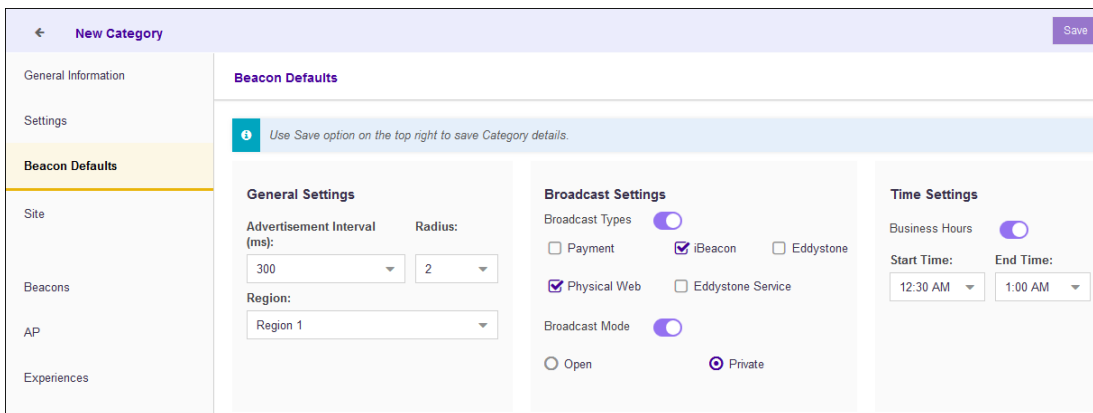 New Category
Save
General Information
Settings
Beacon Defaults
Site
Beacons
AP
Experiences
Beacon Defaults
Use Save option on the top right to save Category details.
General Settings
Advertisement Interval
(ms):
Radius:
300
2
Region:
Region 1
Broadcast Settings
Broadcast Types
Payment
iBeacon
Eddystone
Physical Web
Eddystone Service
Broadcast Mode
Open
Private
Time Settings
Business Hours
Start Time:
End Time:
12:30 AM
1:00 AM